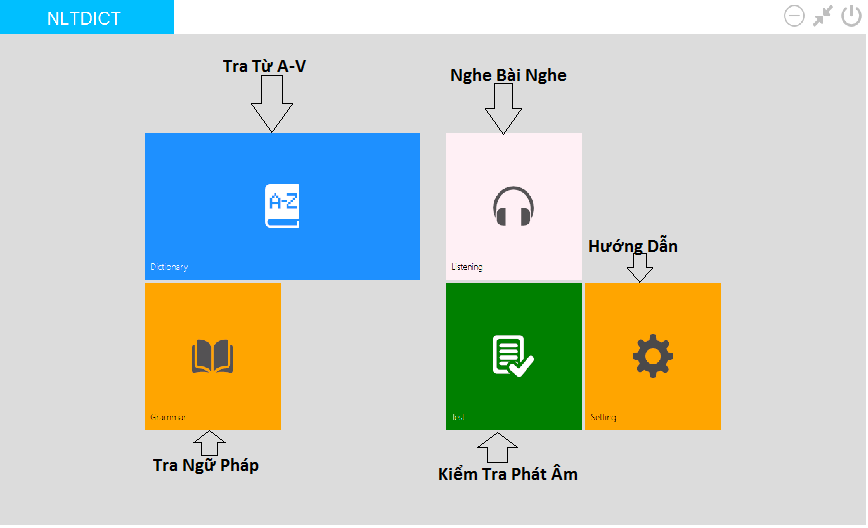 NLTDICT
Tra Từ A-V
Nghe Bài Nghe
A-Z
Dictionary
Listening
Hướng Dẫn
Grammar
Test
Setting
Tra Ngữ Pháp
Kiểm Tra Phát Âm